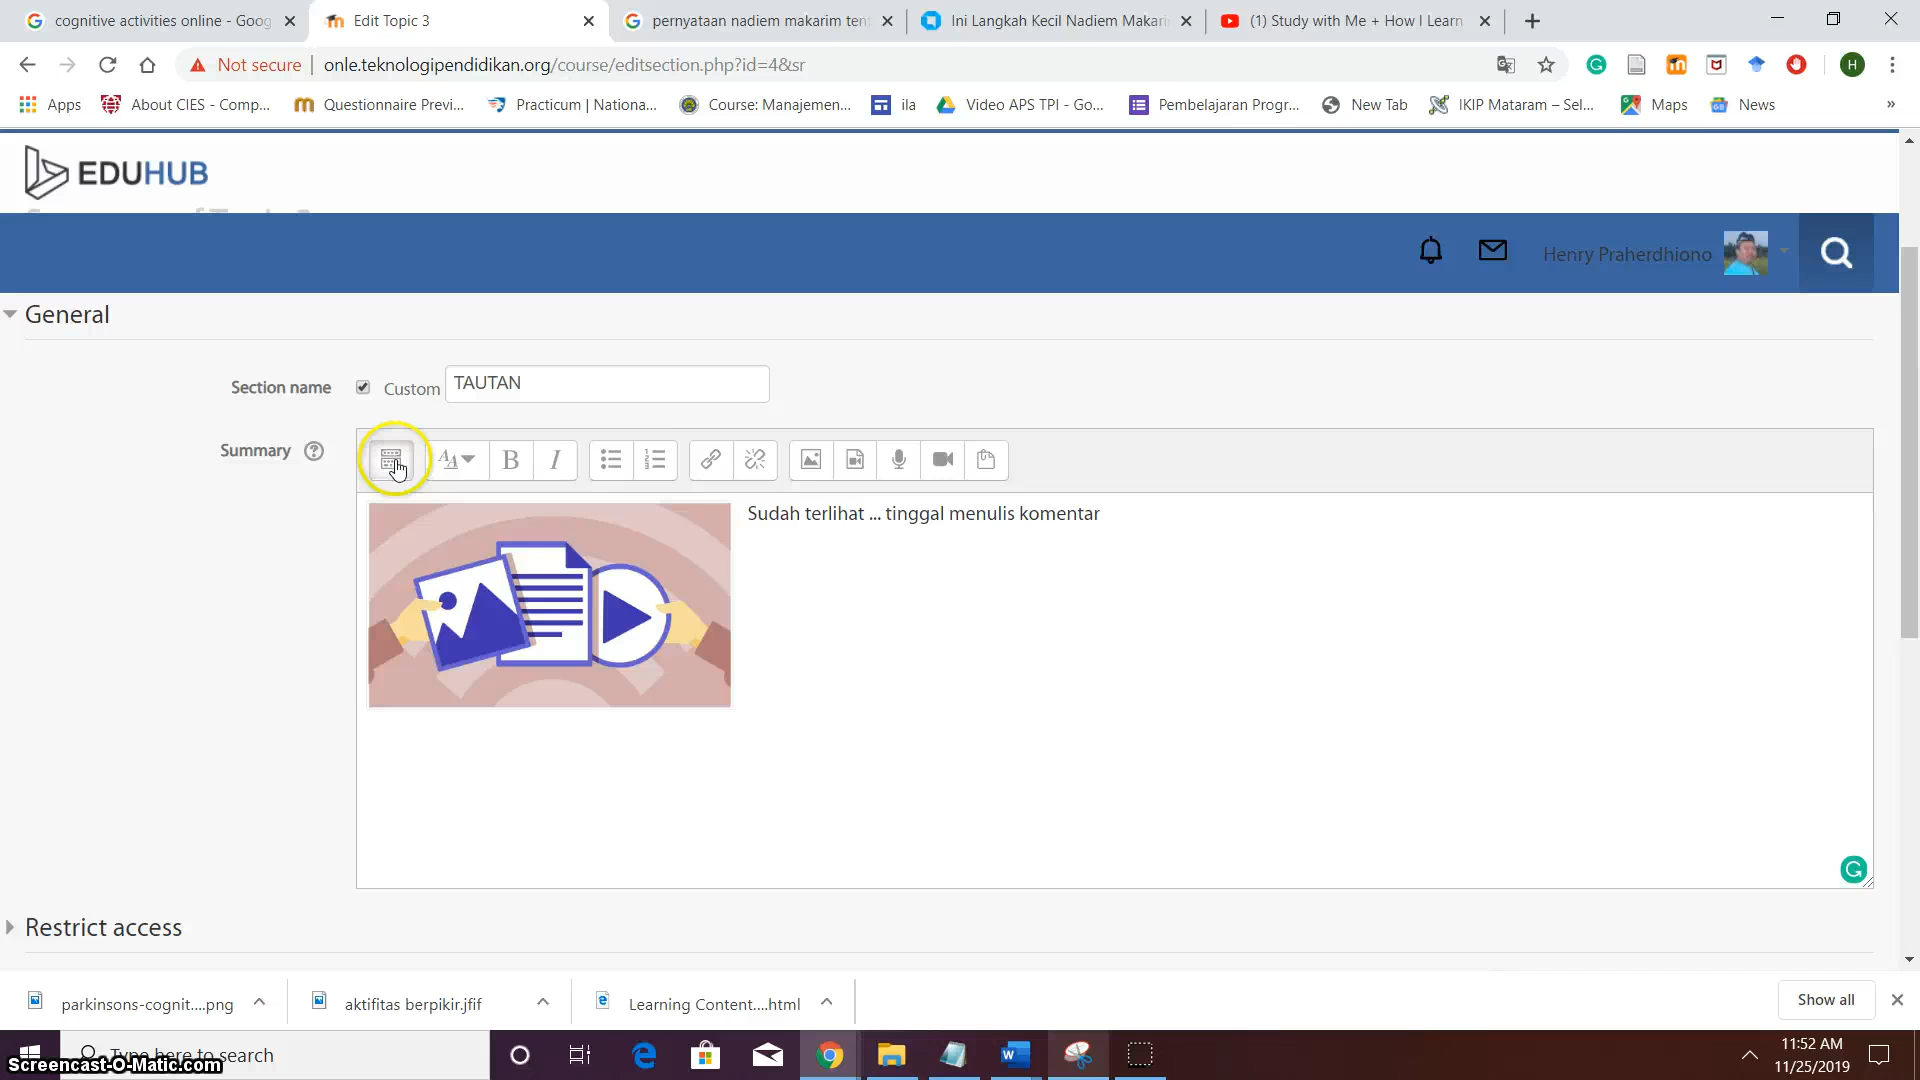 cognitive activities online - Goog
Edit Topic 3
pernyataan nadiem makarim tent
Ini Langkah Kecil Nadiem Makari
(1) Study with Me + How I Learn
Not secure
onle.teknologipendidikan.org/course/editsection.php?id=4&sr
Apps
About CIES - Comp...
Questionnaire Previ...
Practicum | Nationa...
Course: Manajemen...
ila
Video APS TPI - Go...
Pembelajaran Progr...
New Tab
IKIP Mataram – Sel...
Maps
News
»
EDUHUB
Henry Praherdhiono
General
Section name
Custom
TAUTAN
Summary
Sudah terlihat ... tinggal menulis komentar
Restrict access
parkinsons-cognit....png
aktifitas berpikir.jfif
Learning Content....html
Show all
Type here to search
Screencast-O-Matic.com
11:52 AM
11/25/2019